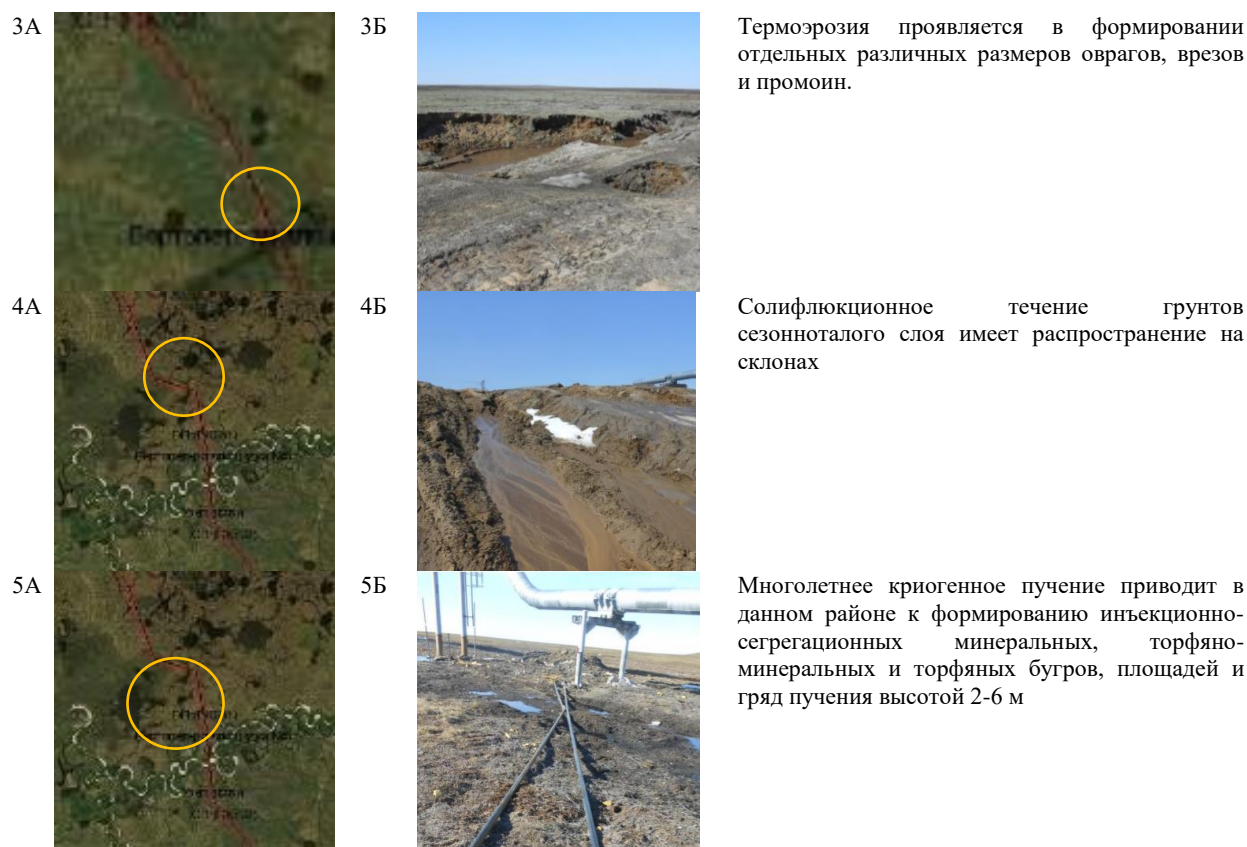 3А
3Б
Термоэрозия проявляется в формировании
отдельных различных размеров оврагов, врезов
и промоин.
4А
4Б
Солифлюкционное течение грунтов
сезонноталого слоя имеет распространение на
склонах
5А
5Б
Многолетнее криогенное пучение приводит в
данном районе к формированию инъекционно-
сегрегационных минеральных, торфяно-
минеральных и торфяных бугров, площадей и
гряд пучения высотой 2-6 м